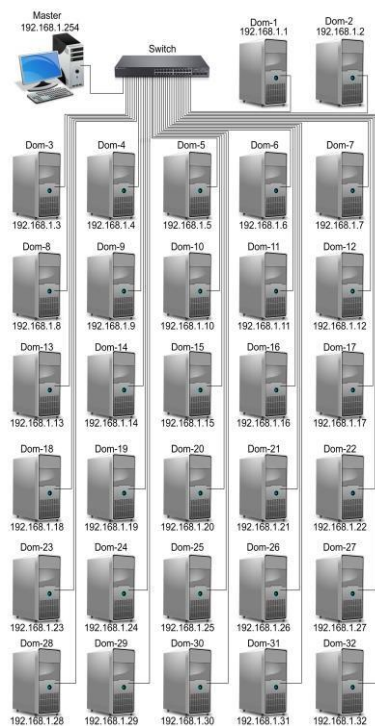 Master
192.168.1.254
Switch
Dom-1
192.168.1.1
Dom-2
192.168.1.2
Dom-3
Dom-4
Dom-5
Dom-6
Dom-7
192.168.1.3
192.168.1.4
192.168.1.5
192.168.1.6
192.168.1.7
Dom-8
Dom-9
Dom-10
Dom-11
Dom-12
192.168.1.8
192.168.1.9
192.168.1.10
192.168.1.11
192.168.1.12
Dom-13
Dom-14
Dom-15
Dom-16
Dom-17
192.168.1.13
192.168.1.14
192.168.1.15
192.168.1.16
192.168.1.17
Dom-18
Dom-19
Dom-20
Dom-21
Dom-22
192.168.1.18
192.168.1.19
192.168.1.20
192.168.1.21
192.168.1.22
Dom-23
Dom-24
Dom-25
Dom-26
Dom-27
192.168.1.23
192.168.1.24
192.168.1.25
192.168.1.26
192.168.1.27
Dom-28
Dom-29
Dom-30
Dom-31
Dom-32
192.168.1.28
192.168.1.29
192.168.1.30
192.168.1.31
192.168.1.32